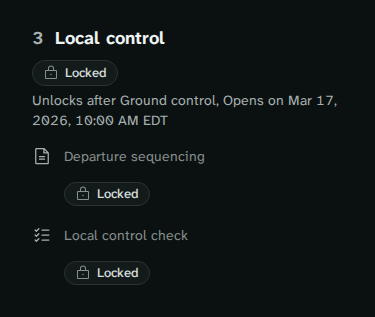 3 Local control
Locked
Unlocks after Ground control, Opens on Mar 17,
2026, 10:00 AM EDT
Departure sequencing
Locked
Local control check
Locked